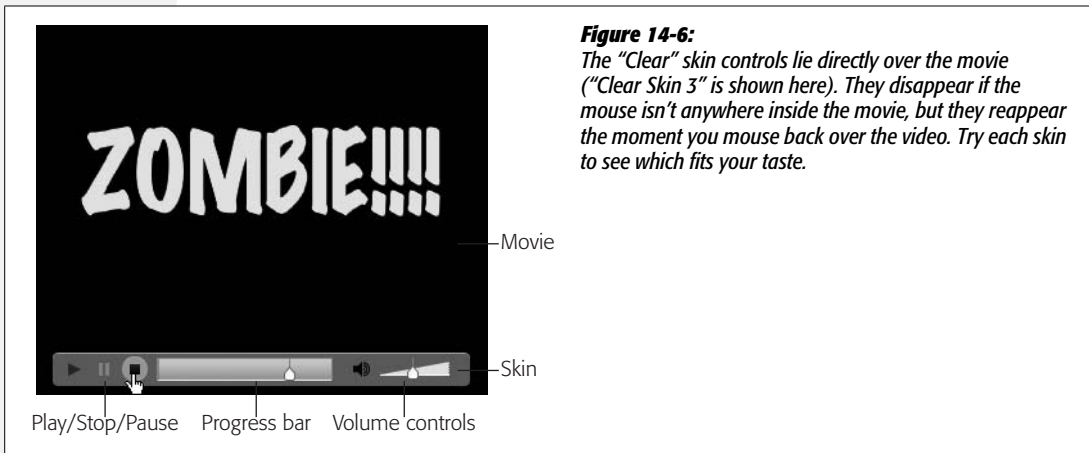 ZOMBIE!!!!
Movie
Skin
Play/Stop/Pause Progress bar Volume controls
Figure 14-6:
The “Clear” skin controls lie directly over the movie
(“Clear Skin 3” is shown here). They disappear if the
mouse isn’t anywhere inside the movie, but they reappear
the moment you mouse back over the video. Try each skin
to see which fits your taste.